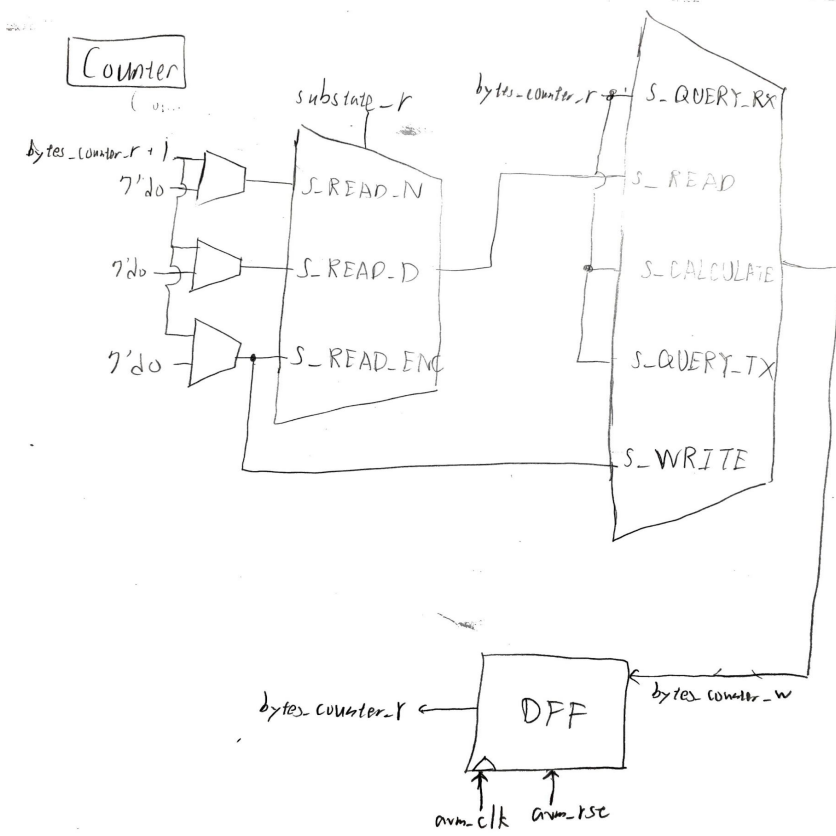 Counter
substate_r
bytes_counter_r + 1
7'd0
S_READ_N
7'd0
S_READ_D
7'd0
S_READ_ENC
bytes_counter_r
S_QUERY_RX
S_READ
S_CALCULATE
S_QUERY_TX
S_WRITE
bytes_counter_w
bytes_counter_r
DFF
avm_clk
avm_rst